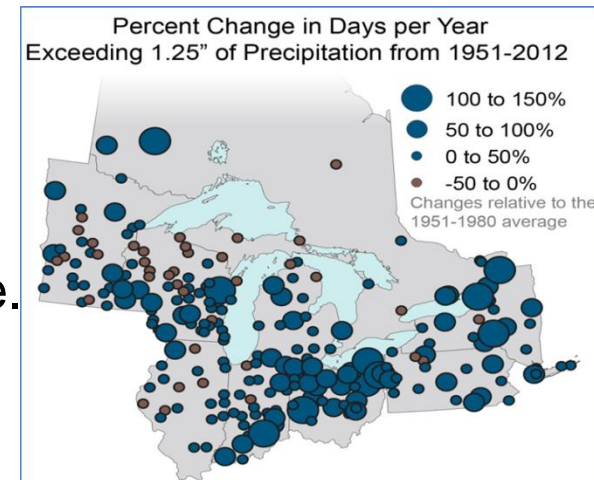 Percent Change in Days per Year
Exceeding 1.25” of Precipitation from 1951-2012
100 to 150%
50 to 100%
0 to 50%
-50 to 0%
Changes relative to the
1951-1980 average
e.